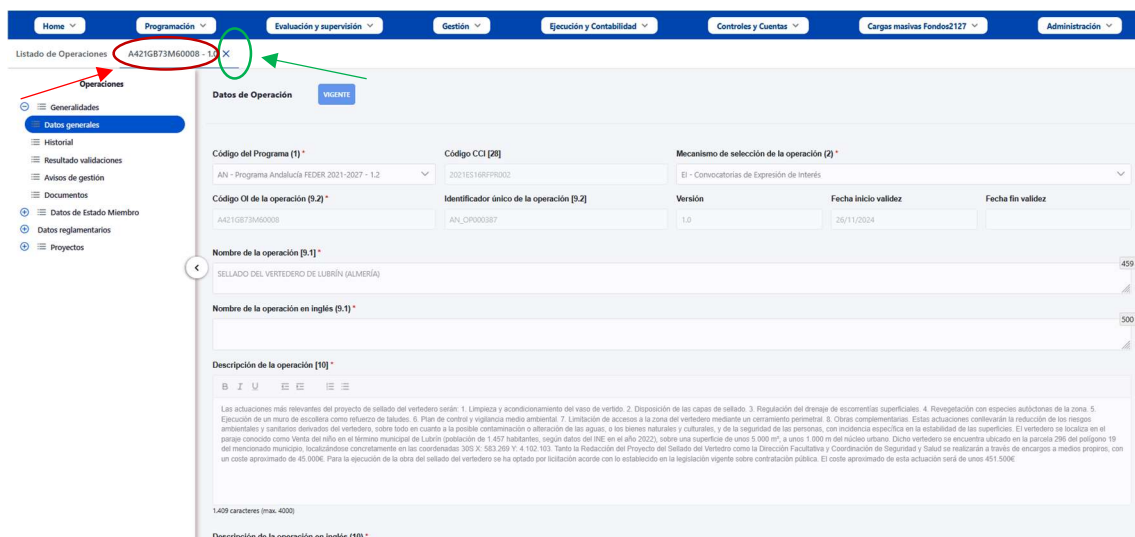 Home Programación Evaluación y supervisión Gestión Ejecución y Contabilidad Controles y Cuentas Cargas masivas Fondos2127 Administración
Listado de Operaciones A421GB73M60008 - 1.0 X
Operaciones
Generalidades
Datos generales
Historial
Resultado validaciones
Avisos de gestión
Documentos
Datos de Estado Miembro
Datos reglamentarios
Proyectos
Datos de Operación VIGENTE
Código del Programa (1) * Código CCI [28] Mecanismo de selección de la operación (2) *
AN - Programa Andalucía FEDER 2021-2027 - 1.2 2021ES16RFPR002 EI - Convocatorias de Expresión de Interés
Código OI de la operación (9.2) * Identificador único de la operación [9.2] Versión Fecha inicio validez Fecha fin validez
A421GB73M60008 AN_OP000387 1.0 26/11/2024
Nombre de la operación [9.1] *
459
SELLADO DEL VERTEDERO DE LUBRÍN (ALMERÍA)
Nombre de la operación en inglés (9.1) *
500
Descripción de la operación [10] *
B I U
Las actuaciones más relevantes del proyecto de sellado del vertedero serán: 1. Limpieza y acondicionamiento del vaso de vertido. 2. Disposición de las capas de sellado. 3. Regulación del drenaje de escorrentías superficiales. 4. Revegetación con especies autóctonas de la zona. 5.
Ejecución de un muro de escollera como refuerzo de taludes. 6. Plan de control y vigilancia medio ambiental. 7. Limitación de accesos a la zona del vertedero mediante un cerramiento perimetral. 8. Obras complementarias. Estas actuaciones conllevarán la reducción de los riesgos
ambientales y sanitarios derivados del vertedero, sobre todo en cuanto a la posible contaminación o alteración de las aguas, o los bienes naturales y culturales, y de la seguridad de las personas, con incidencia específica en la estabilidad de las superficies. El vertedero se localiza en el
paraje conocido como Venta del niño en el término municipal de Lubrín (población de 1.457 habitantes, según datos del INE en el año 2022), sobre una superficie de unos 5.000 m², a unos 1.000 m del núcleo urbano. Dicho vertedero se encuentra ubicado en la parcela 296 del polígono 19
del mencionado municipio, localizándose concretamente en las coordenadas 30S X: 583.269 Y: 4.102.103. Tanto la Redacción del Proyecto del Sellado del Vertedro como la Dirección Facultativa y Coordinación de Seguridad y Salud se realizarán a través de encargos a medios propiros, con
un coste aproximado de 45.000€. Para la ejecución de la obra del sellado del vertedero se ha optado por licitación acorde con lo establecido en la legislación vigente sobre contratación pública. El coste aproximado de esta actuación será de unos 451.500€
1.409 caracteres (max. 4000)
Descripción de la operación en inglés (10) *